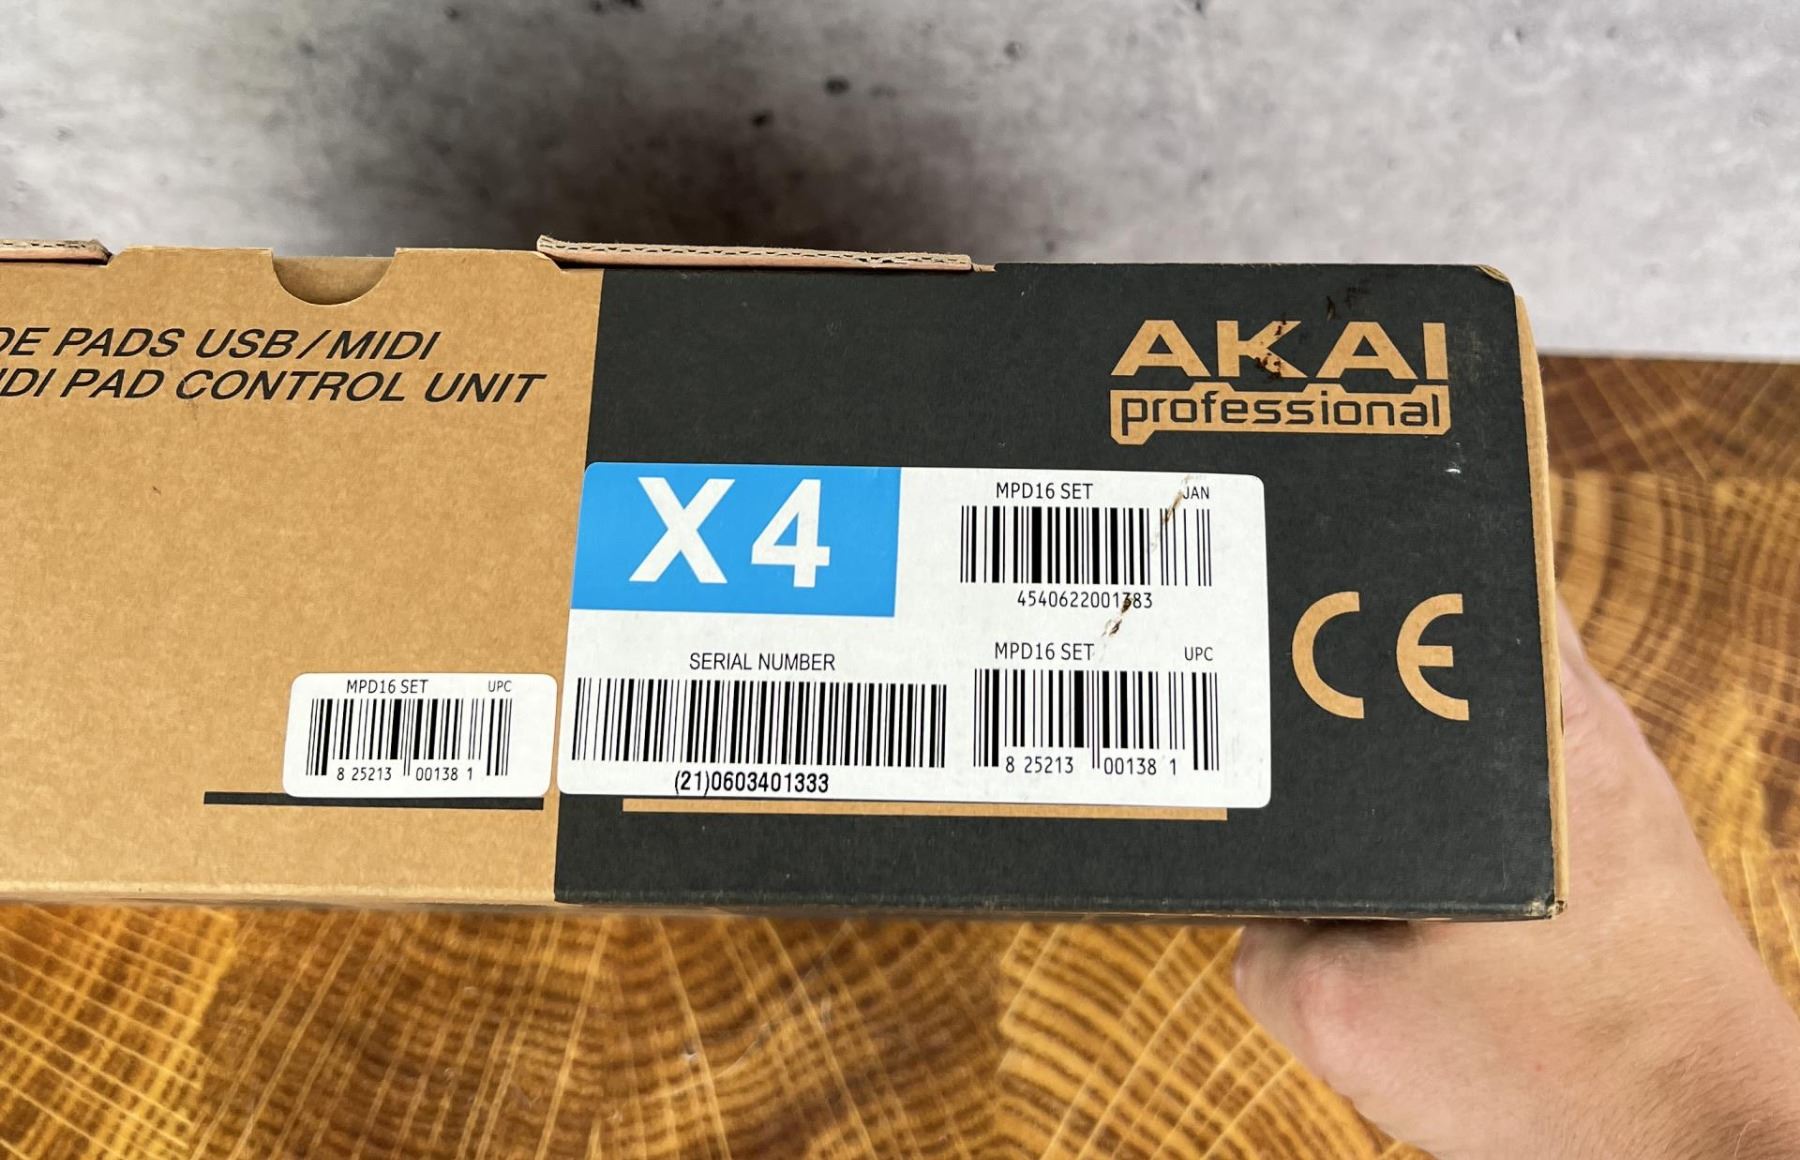 DE PADS USB/MIDI
IDI PAD CONTROL UNIT
AKAI
professional
X4
MPD16 SET JAN
4540622001383
SERIAL NUMBER
(21)0603401333
MPD16 SET UPC
8 25213 00138 1
MPD16 SET UPC
8 25213 00138 1
CE